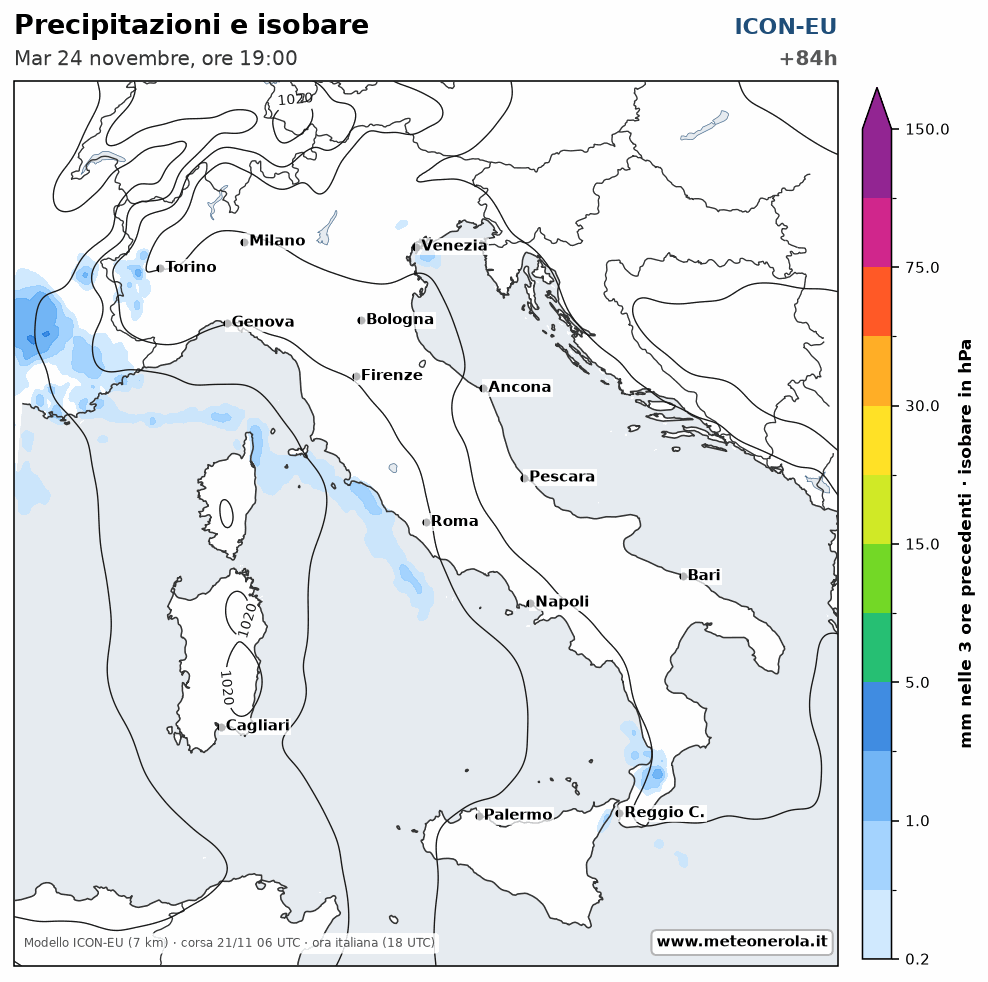 Precipitazioni e isobare
ICON-EU
Mar 24 novembre, ore 19:00
+84h
1020
150.0
75.0
30.0
15.0
5.0
1.0
0.2
mm nelle 3 ore precedenti · isobare in hPa
Milano
Venezia
Torino
Genova
Bologna
Firenze
Ancona
Pescara
Roma
Bari
Napoli
1020
1020
Cagliari
Palermo
Reggio C.
Modello ICON-EU (7 km) · corsa 21/11 06 UTC · ora italiana (18 UTC)
www.meteonerola.it